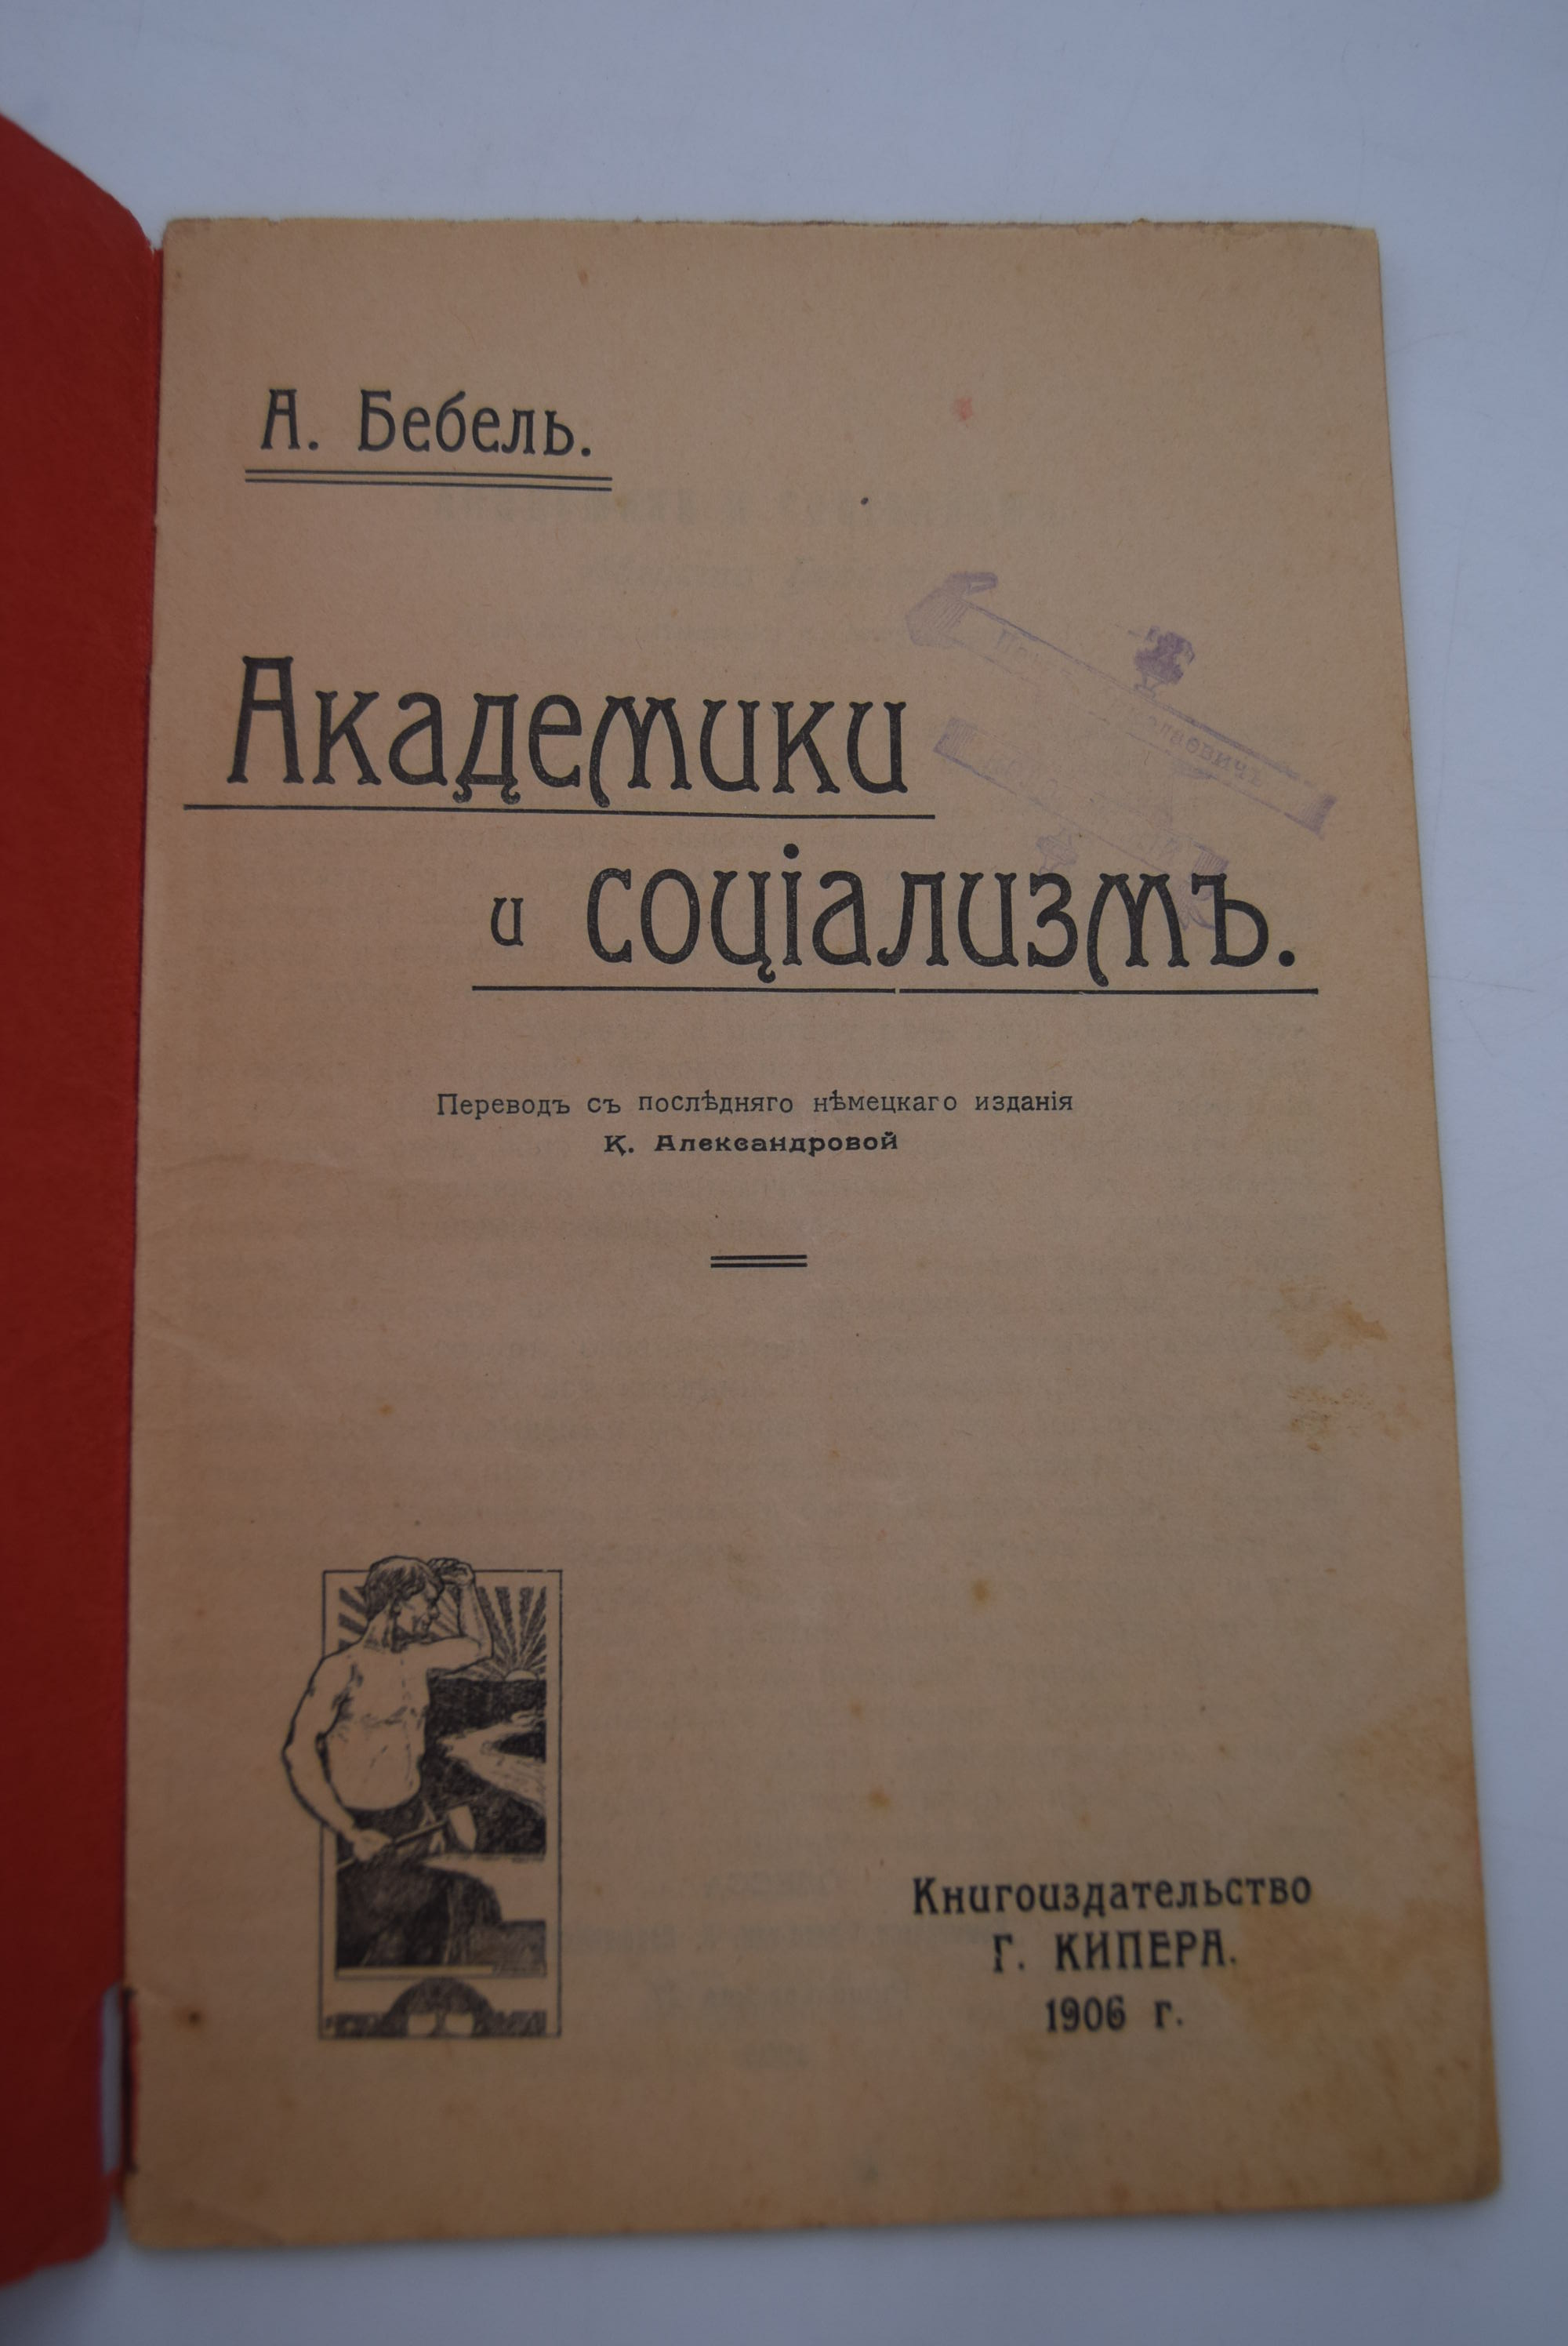 А. Бебель.
Академики
и соціализмъ.
Переводъ съ послѣдняго нѣмецкаго изданія
К. Александровой
Книгоиздательство
Г. КИПЕРА.
1906 г.